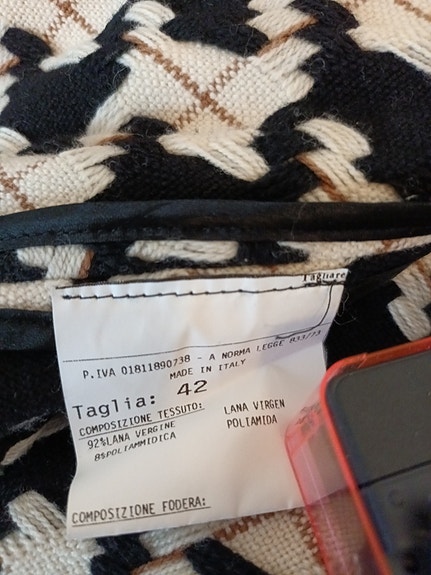 Tagliare
P.IVA 01811890738 - A NORMA LEGGE 833/73
MADE IN ITALY
Taglia: 42
COMPOSIZIONE TESSUTO:
92%LANA VERGINE LANA VIRGEN
8%POLIAMMIDICA POLIAMIDA
COMPOSIZIONE FODERA: